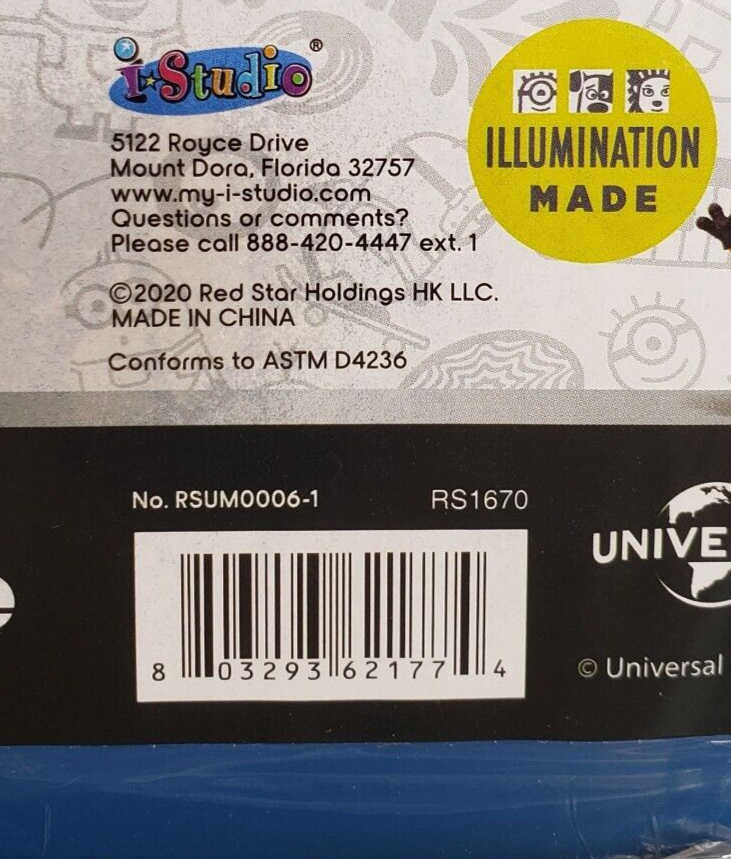 i-Studio®
5122 Royce Drive
Mount Dora, Florida 32757
www.my-i-studio.com
Questions or comments?
Please call 888-420-4447 ext. 1
©2020 Red Star Holdings HK LLC.
MADE IN CHINA
Conforms to ASTM D4236
ILLUMINATION
MADE
No. RSUM0006-1 RS1670
8 03293 62177 4
UNIVE
© Universal